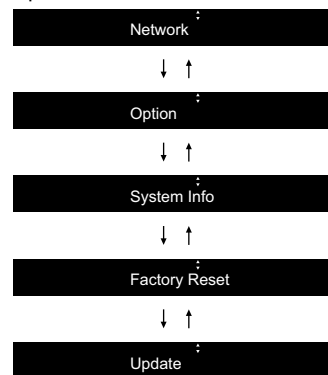 Network
Option
System Info
Factory Reset
Update